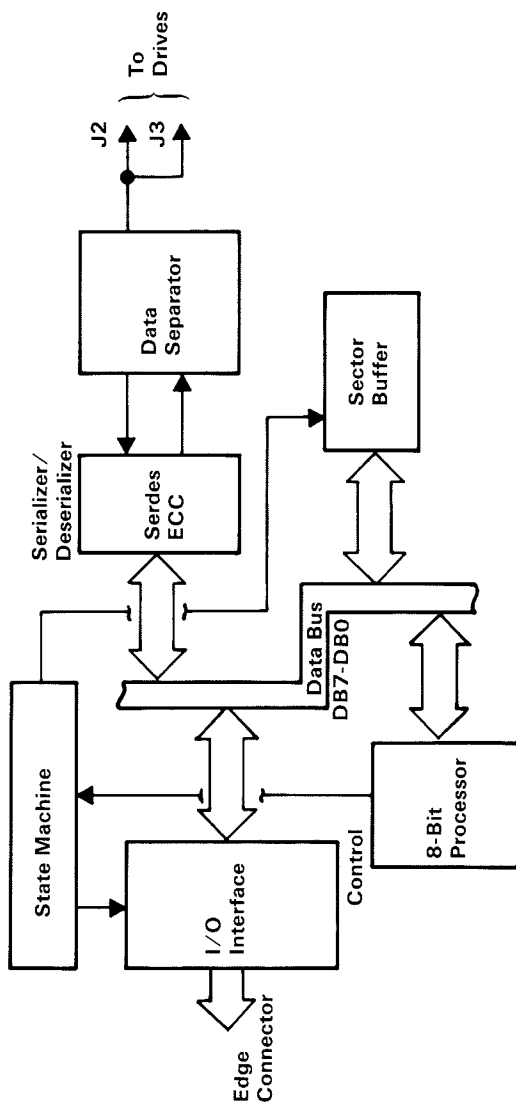 State Machine
Serializer/
Deserializer
Serdes
ECC
Data
Separator
J2
J3
To
Drives
I/O
Interface
Edge
Connector
Control
Data Bus
DB7-DB0
8-Bit
Processor
Sector
Buffer